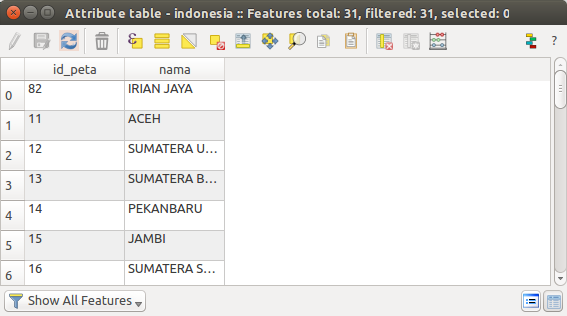 Attribute table - indonesia :: Features total: 31, filtered: 31, selected: 0
?
id_peta nama
0 82 IRIAN JAYA
1 11 ACEH
2 12 SUMATERA U...
3 13 SUMATERA B...
4 14 PEKANBARU
5 15 JAMBI
6 16 SUMATERA S...
Show All Features